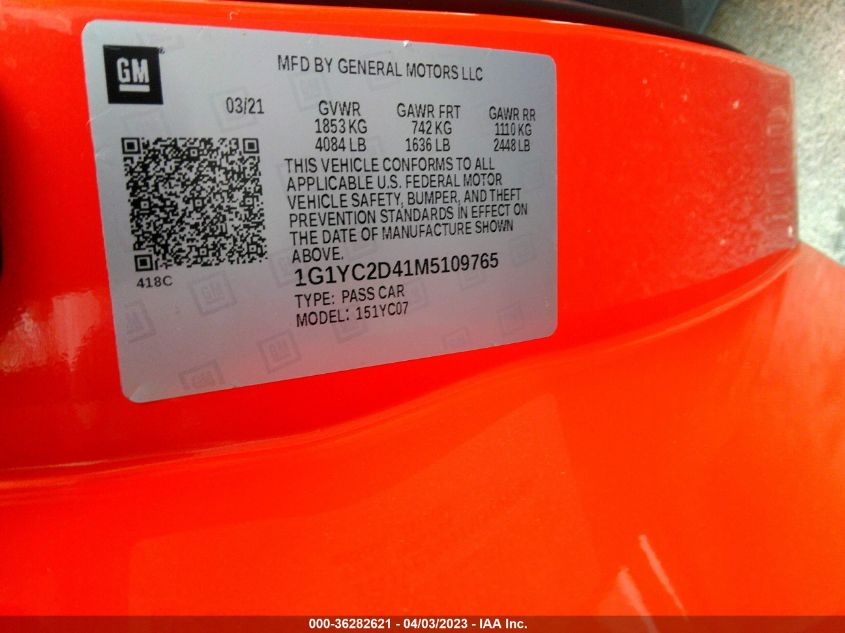 GM
MFD BY GENERAL MOTORS LLC
03/21 GVWR GAWR FRT GAWR RR
1853 KG 742 KG 1110 KG
4084 LB 1636 LB 2448 LB
THIS VEHICLE CONFORMS TO ALL
APPLICABLE U.S. FEDERAL MOTOR
VEHICLE SAFETY, BUMPER, AND THEFT
PREVENTION STANDARDS IN EFFECT ON
THE DATE OF MANUFACTURE SHOWN
ABOVE.
418C
1G1YC2D41M5109765
TYPE: PASS CAR
MODEL: 151YC07
000-36282621 - 04/03/2023 - IAA Inc.